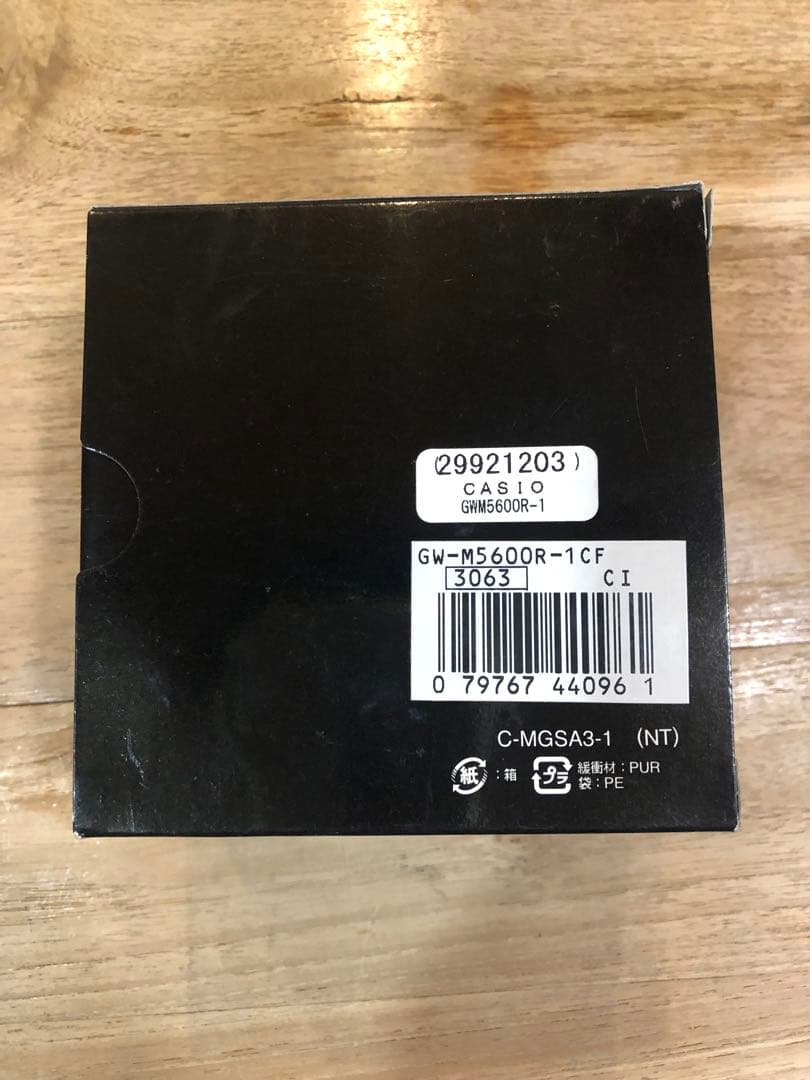 (29921203)
CASIO
GWM5600R-1
GW-M5600R-1CF
3063 CI
0 79767 44096 1
C-MGSA3-1 (NT)
紙 :箱
プラ 緩衝材:PUR
袋:PE